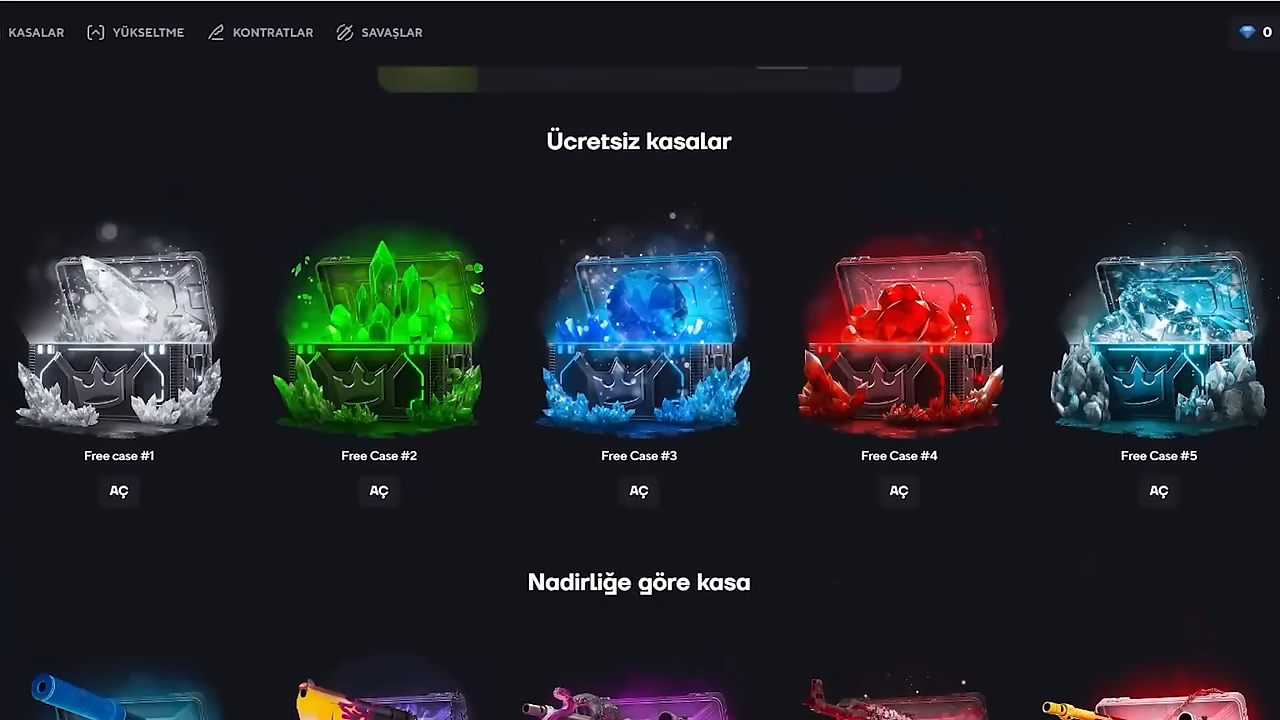 KASALAR YÜKSELTME KONTRATLAR SAVAŞLAR 0
Ücretsiz kasalar
Free case #1 Free Case #2 Free Case #3 Free Case #4 Free Case #5
AÇ AÇ AÇ AÇ AÇ
Nadirliğe göre kasa